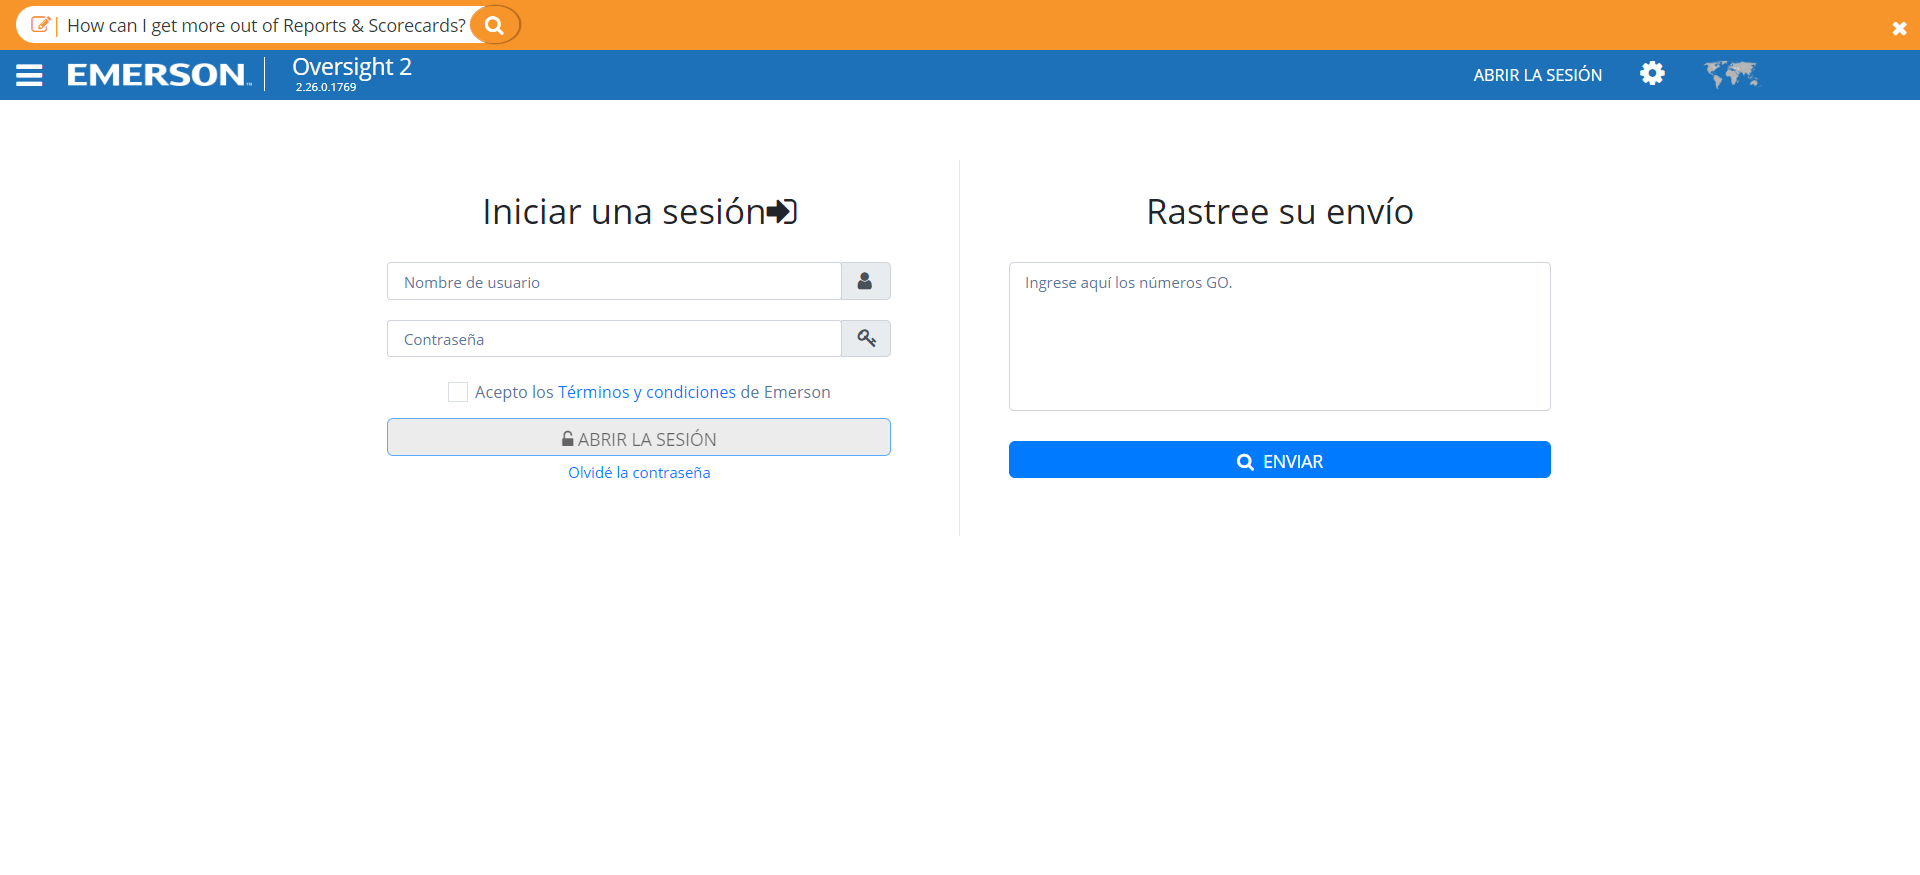 How can I get more out of Reports & Scorecards?
EMERSON
Oversight 2
2.26.0.1769
ABRIR LA SESIÓN
Iniciar una sesión
Nombre de usuario
Contraseña
Acepto los Términos y condiciones de Emerson
ABRIR LA SESIÓN
Olvidé la contraseña
Rastree su envío
Ingrese aquí los números GO.
ENVIAR